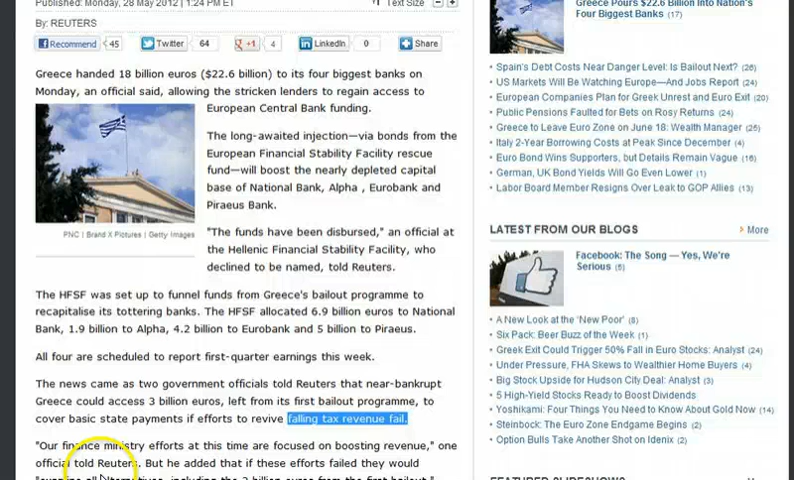 Published: Monday, 28 May 2012 | 1:24 PM ET
Text Size
By: REUTERS
Recommend 45
Twitter 64
+1 4
LinkedIn 0
Share
Greece handed 18 billion euros ($22.6 billion) to its four biggest banks on
Monday, an official said, allowing the stricken lenders to regain access to
European Central Bank funding.
The long-awaited injection—via bonds from the
European Financial Stability Facility rescue
fund—will boost the nearly depleted capital
base of National Bank, Alpha , Eurobank and
Piraeus Bank.
PNC | Brand X Pictures | Getty Images
"The funds have been disbursed," an official at
the Hellenic Financial Stability Facility, who
declined to be named, told Reuters.
The HFSF was set up to funnel funds from Greece's bailout programme to
recapitalise its tottering banks. The HFSF allocated 6.9 billion euros to National
Bank, 1.9 billion to Alpha, 4.2 billion to Eurobank and 5 billion to Piraeus.
All four are scheduled to report first-quarter earnings this week.
The news came as two government officials told Reuters that near-bankrupt
Greece could access 3 billion euros, left from its first bailout programme, to
cover basic state payments if efforts to revive falling tax revenue fail.
"Our finance ministry efforts at this time are focused on boosting revenue," one
official told Reuters. But he added that if these efforts failed they would
"examine all alternatives, including the 3 billion euros from the first bailout."
Greece Pours $22.6 Billion Into Nation's
Four Biggest Banks (17)
• Spain's Debt Costs Near Danger Level: Is Bailout Next? (26)
• US Markets Will Be Watching Europe—And Jobs Report (24)
• European Companies Plan for Greek Unrest and Euro Exit (20)
• Public Pensions Faulted for Bets on Rosy Returns (24)
• Greece to Leave Euro Zone on June 18: Wealth Manager (25)
• Italy 2-Year Borrowing Costs at Peak Since December (4)
• Euro Bond Wins Supporters, but Details Remain Vague (16)
• German, UK Bond Yields Will Go Even Lower (1)
• Labor Board Member Resigns Over Leak to GOP Allies (13)
LATEST FROM OUR BLOGS
More
Facebook: The Song — Yes, We're
Serious (5)
• A New Look at the 'New Poor' (8)
• Six Pack: Beer Buzz of the Week (1)
• Greek Exit Could Trigger 50% Fall in Euro Stocks: Analyst (24)
• Under Pressure, FHA Skews to Wealthier Home Buyers (4)
• Big Stock Upside for Hudson City Deal: Analyst (3)
• 5 High-Yield Stocks Ready to Boost Dividends
• Yoshikami: Four Things You Need to Know About Gold Now (14)
• Steinbock: The Euro Zone Endgame Begins (2)
• Option Bulls Take Another Shot on Idenix (2)